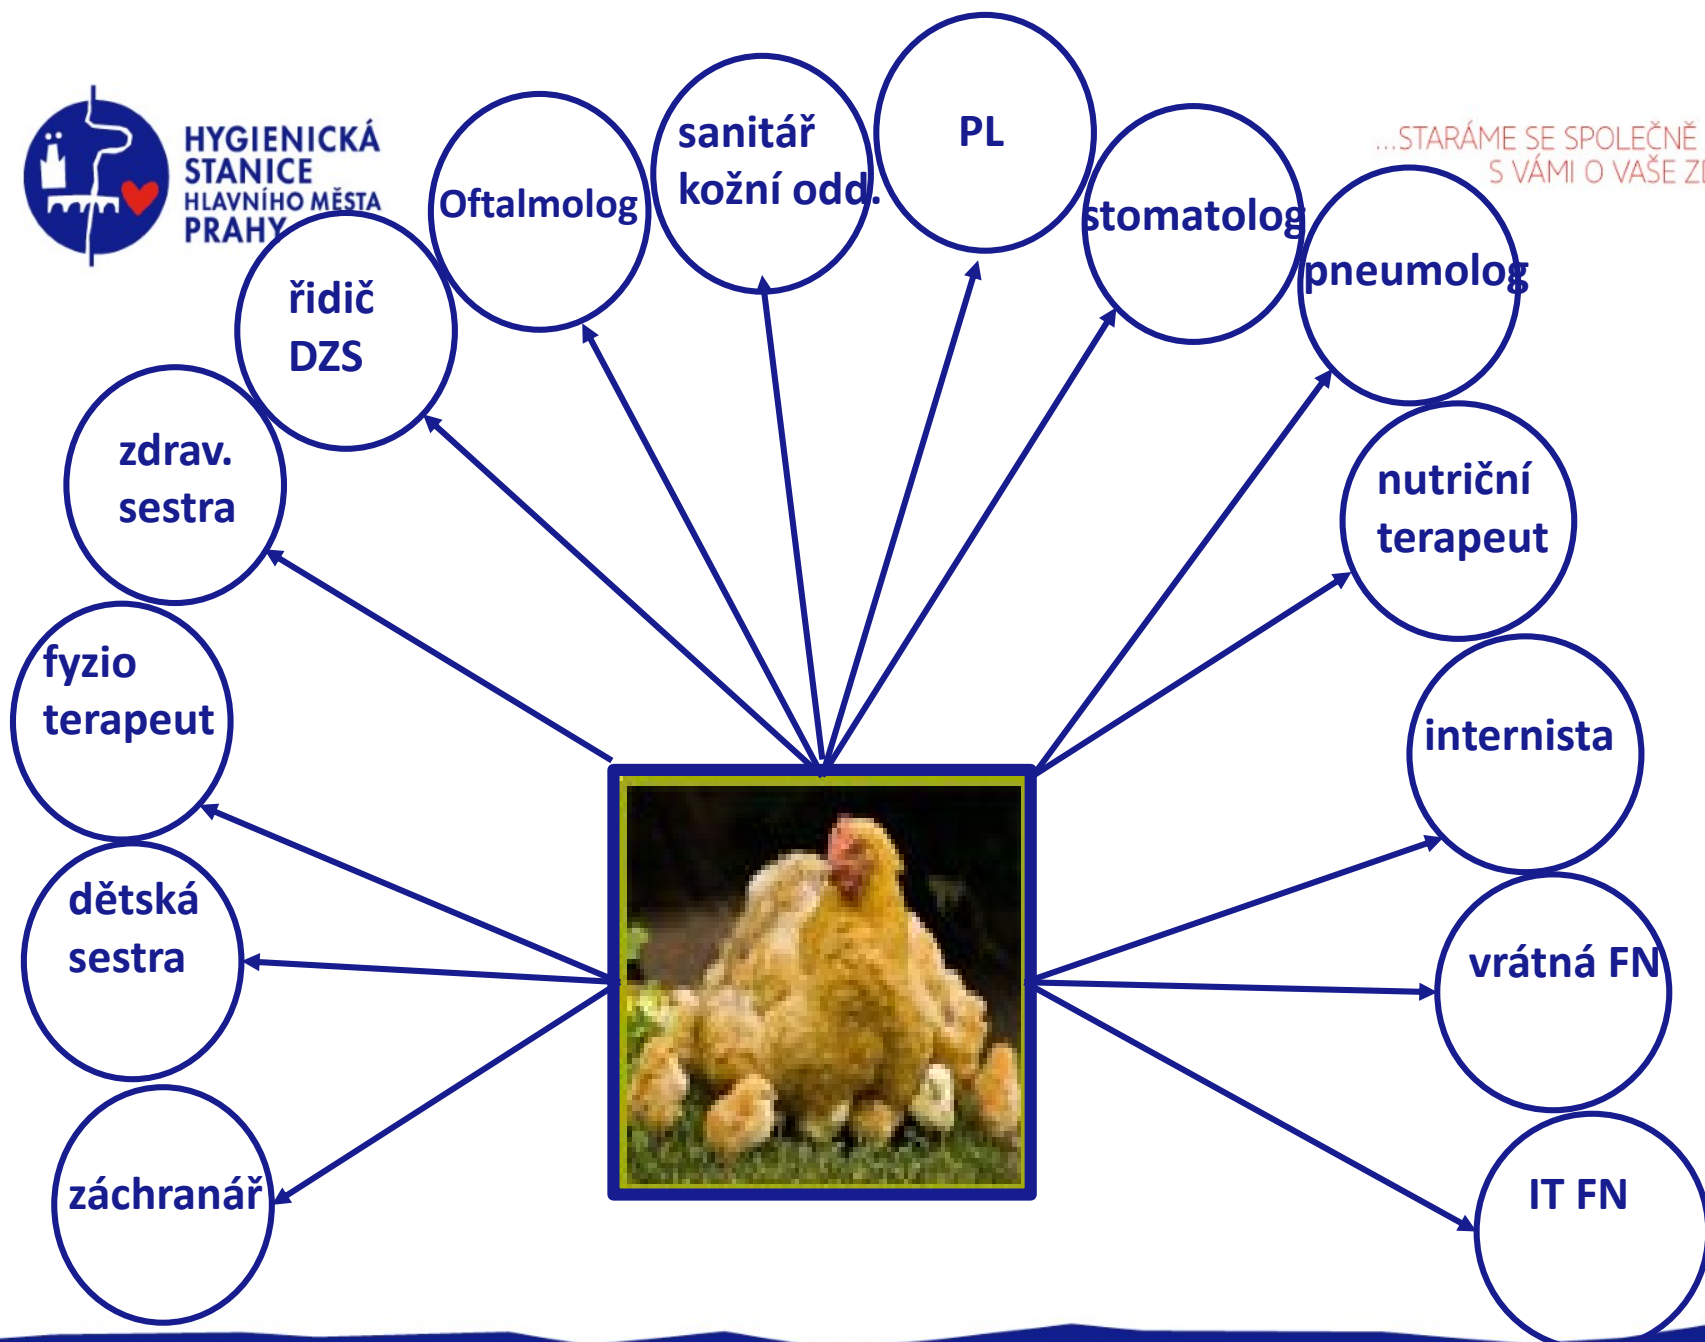 HYGIENICKÁ
STANICE
HLAVNÍHO MĚSTA
PRAHY
...STARÁME SE SPOLEČNĚ
S VÁMI O VAŠE
sanitář
kožní odd.
PL
Oftalmolog
stomatolog
pneumolog
řidič
DZS
zdrav.
sestra
nutriční
terapeut
fyzio
terapeut
internista
dětská
sestra
vrátná FN
záchranář
IT FN